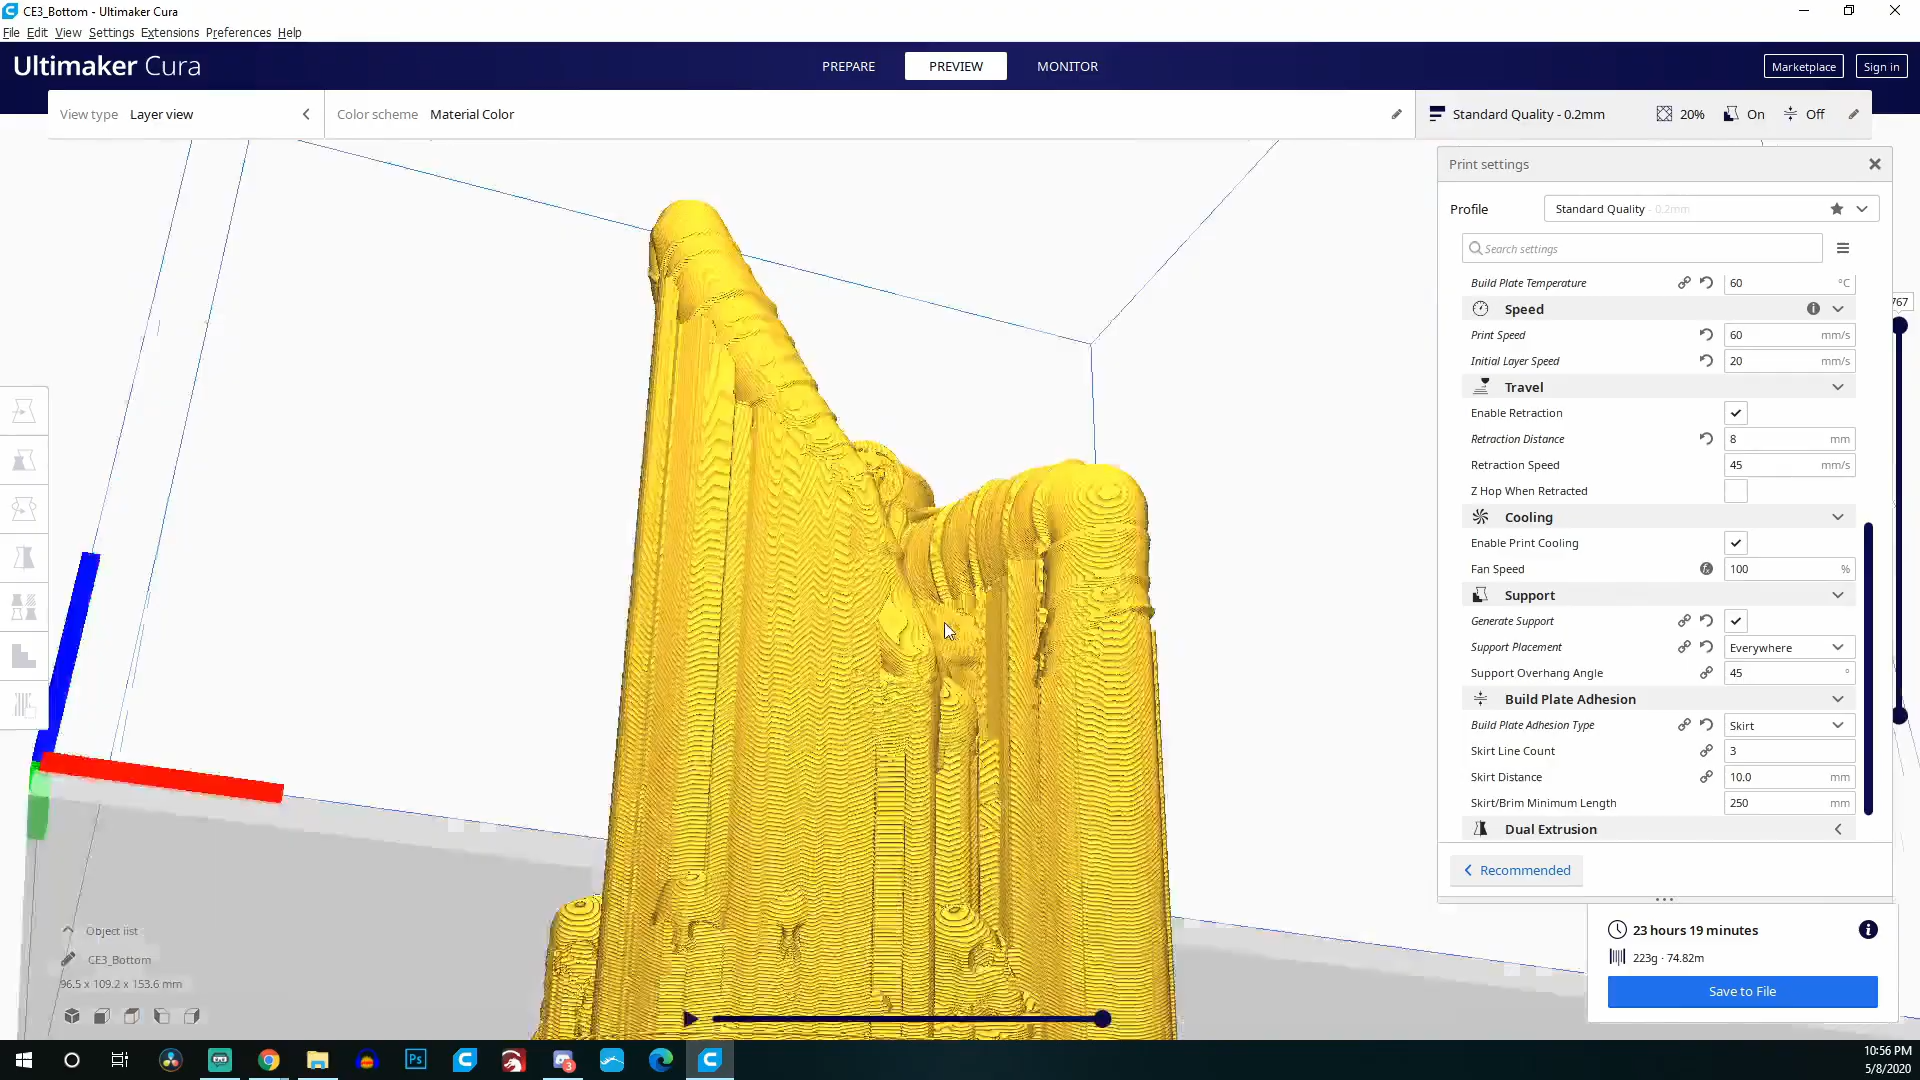 CE3_Bottom - Ultimaker Cura
File Edit View Settings Extensions Preferences Help
Ultimaker Cura
PREPARE PREVIEW MONITOR
Marketplace Sign in
View type Layer view
Color scheme Material Color
Standard Quality - 0.2mm 20% On Off
Print settings
Profile Standard Quality - 0.2mm
Search settings
Build Plate Temperature 60 °C
767
Speed
Print Speed 60 mm/s
Initial Layer Speed 20 mm/s
Travel
Enable Retraction
Retraction Distance 8 mm
Retraction Speed 45 mm/s
Z Hop When Retracted
Cooling
Enable Print Cooling
Fan Speed 100 %
Support
Generate Support
Support Placement Everywhere
Support Overhang Angle 45 °
Build Plate Adhesion
Build Plate Adhesion Type Skirt
Skirt Line Count 3
Skirt Distance 10.0 mm
Skirt/Brim Minimum Length 250 mm
Dual Extrusion
Recommended
Object list
CE3_Bottom
96.5 x 109.2 x 153.6 mm
23 hours 19 minutes
223g · 74.82m
Save to File
Ps
3
10:56 PM
5/8/2020